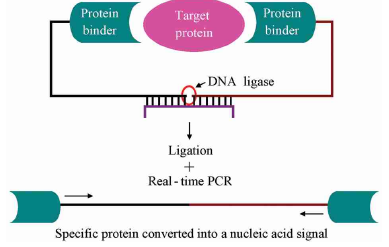 Protein
binder
Target
protein
Protein
binder
DNA ligase
Ligation
+
Real-time PCR
Specific protein converted into a nucleic acid signal